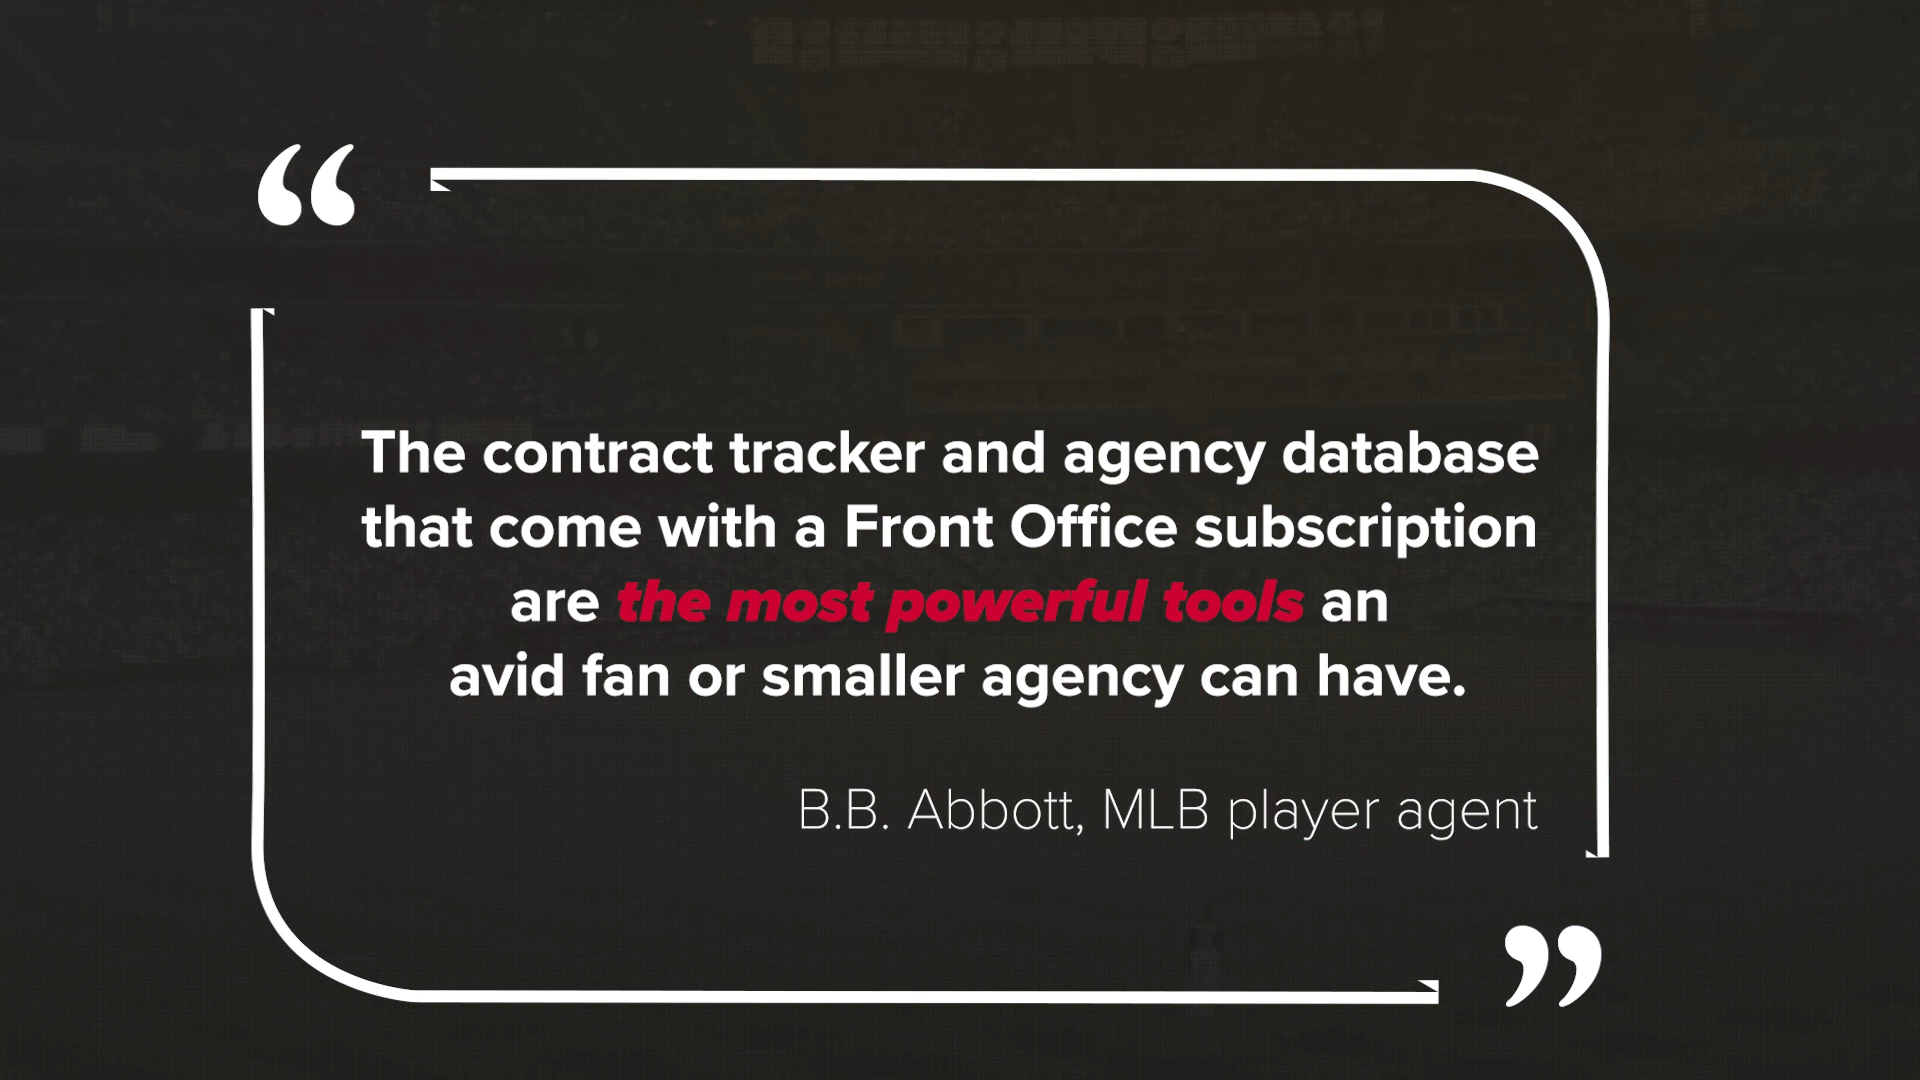 “
The contract tracker and agency database
that come with a Front Office subscription
are the most powerful tools an
avid fan or smaller agency can have.
B.B. Abbott, MLB player agent
”